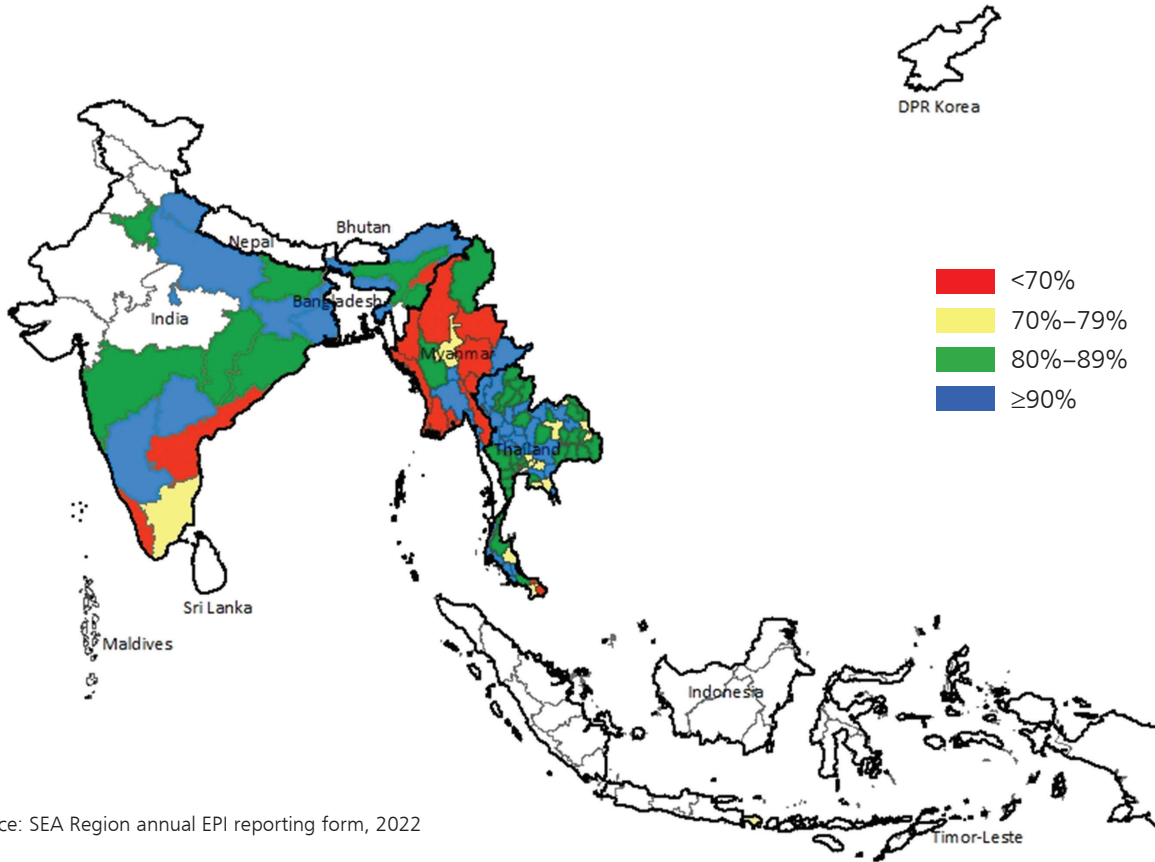 DPR Korea
Bhutan
Nepal
Bangladesh
India
Myanmar
Thailand
Sri Lanka
Maldives
Indonesia
Timor-Leste
<70%
70%–79%
80%–89%
≥90%
ce: SEA Region annual EPI reporting form, 2022